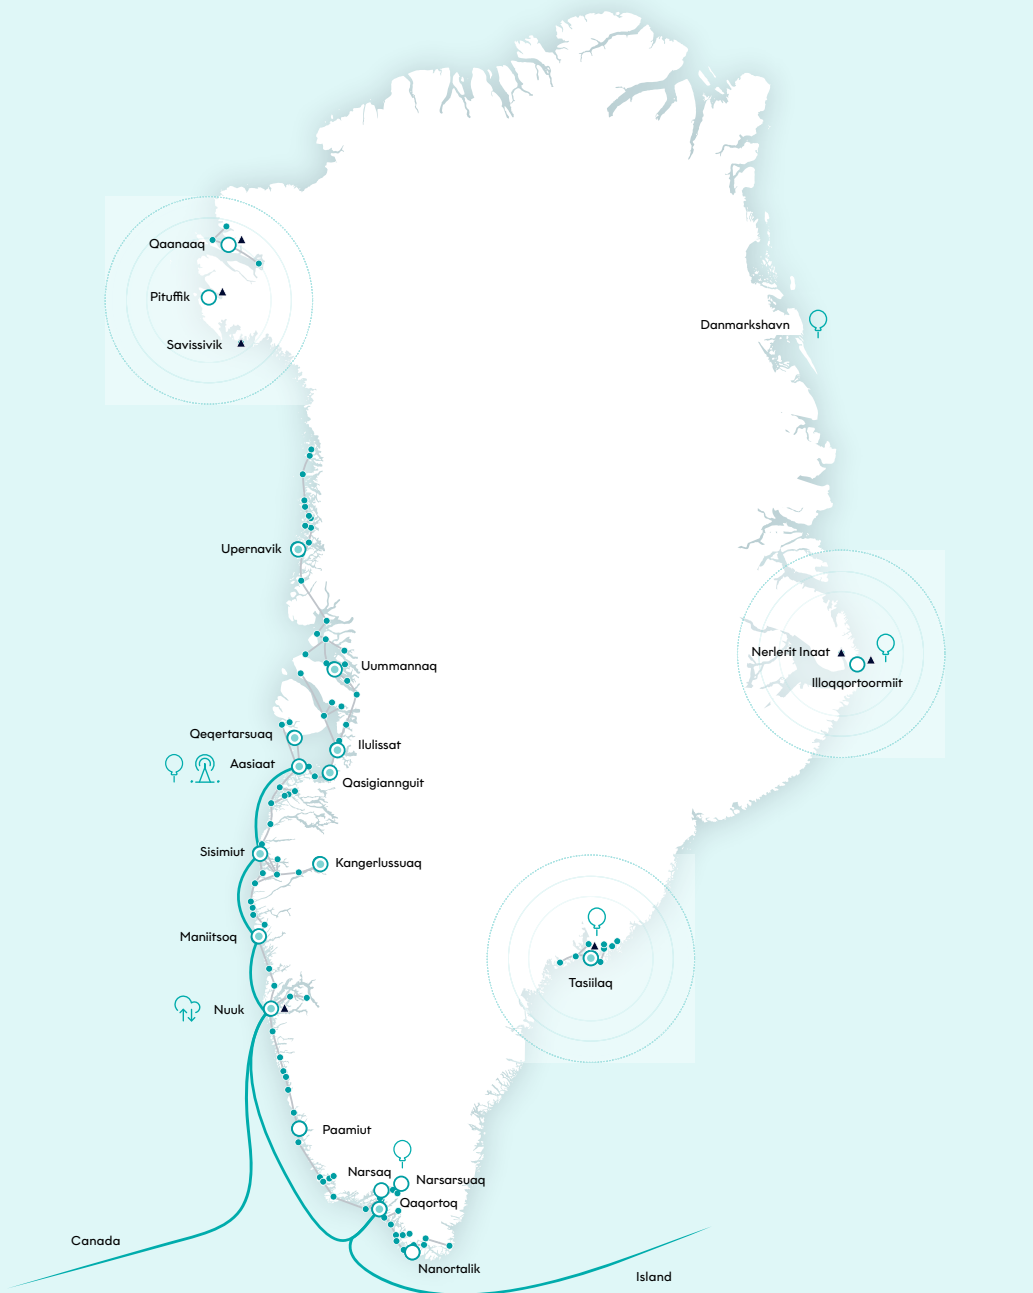 Qaanaaq
Pituffik
Danmarkshavn
Savissivik
Upernavik
Nerlerit Inaat
Uummannaq
Illoqqortoormiit
Qeqertarsuaq
Ilulissat
Aasiaat
Qasigiannguit
Sisimiut
Kangerlussuaq
Maniitsoq
Tasiilaq
Nuuk
Paamiut
Narsaq
Narsarsuaq
Qaqortoq
Canada
Nanortalik
Island